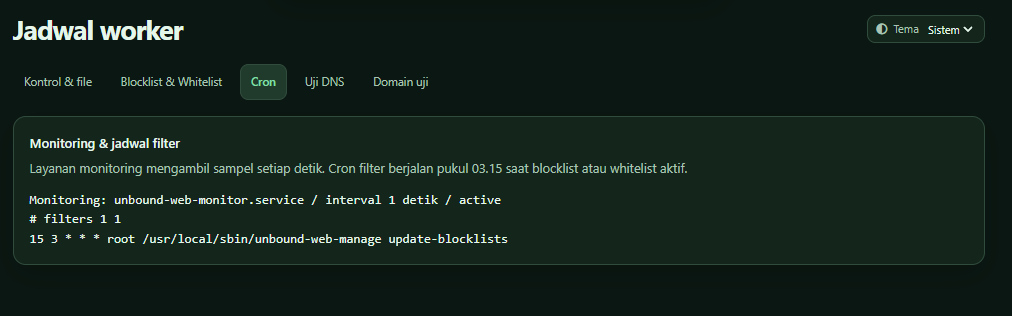 Jadwal worker
Tema Sistem
Kontrol & file
Blocklist & Whitelist
Cron
Uji DNS
Domain uji
Monitoring & jadwal filter
Layanan monitoring mengambil sampel setiap detik. Cron filter berjalan pukul 03.15 saat blocklist atau whitelist aktif.
Monitoring: unbound-web-monitor.service / interval 1 detik / active
# filters 1 1
15 3 * * * root /usr/local/sbin/unbound-web-manage update-blocklists